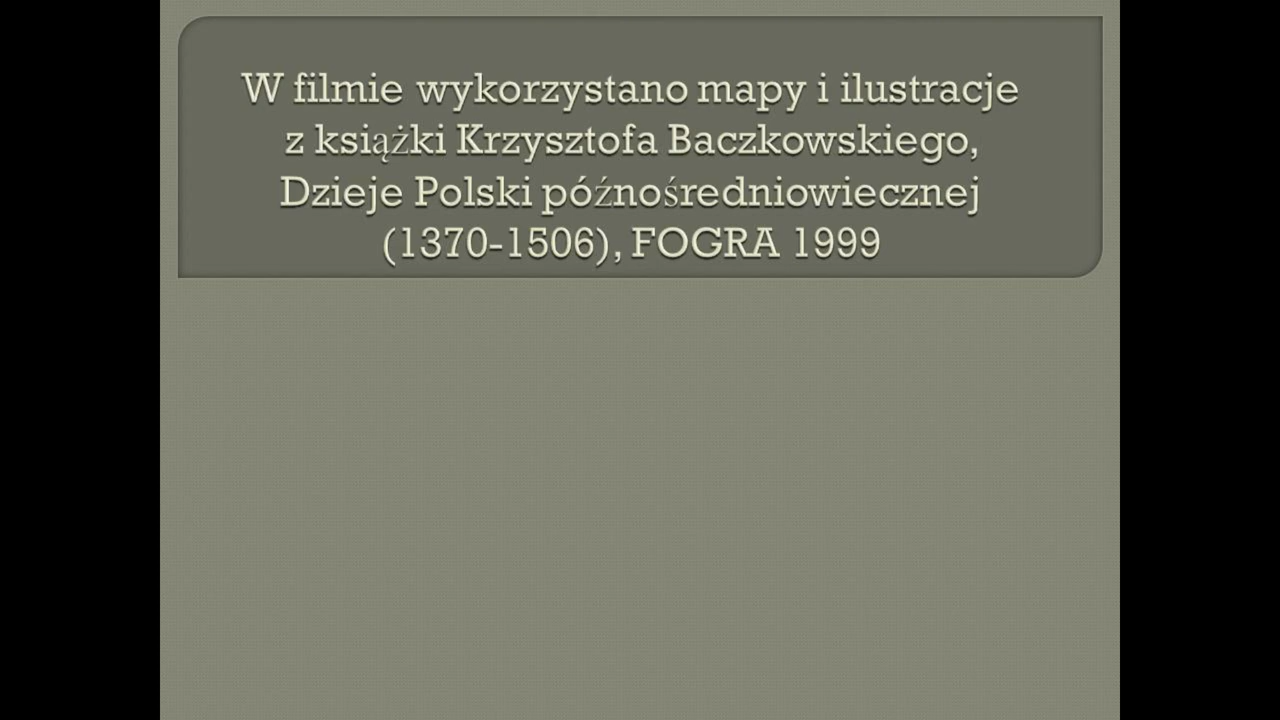 W filmie wykorzystano mapy i ilustracje
z książki Krzysztofa Baczkowskiego,
Dzieje Polski późnośredniowiecznej
(1370-1506), FOGRA 1999